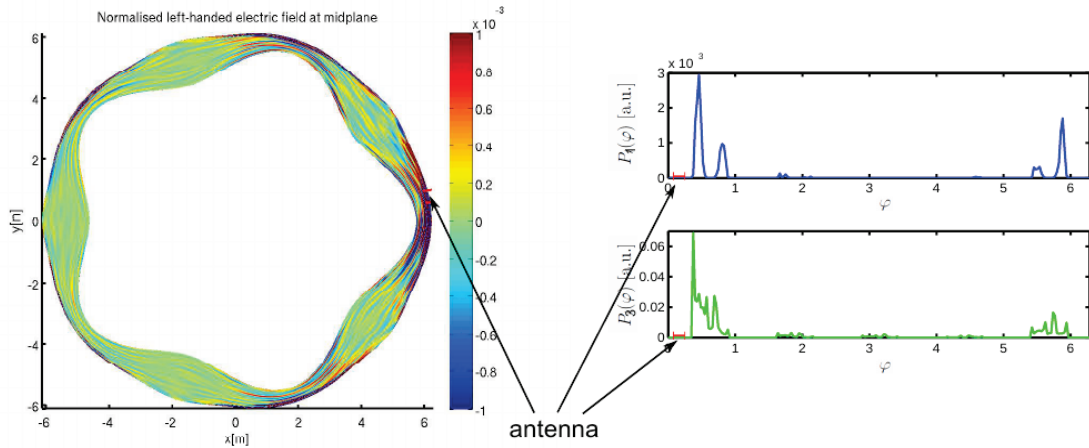 Normalised left-handed electric field at midplane
x 10⁻³
6
4
2
0
-2
-4
-6
y[n]
-6 -4 -2 0 2 4 6
x[m]
1
0.8
0.6
0.4
0.2
0
-0.2
-0.4
-0.6
-0.8
-1
x 10⁻³
3
2
1
0
P₁(φ) [a.u.]
0 1 2 3 4 5 6
φ
0.06
0.04
0.02
0
P₃(φ) [a.u.]
0 1 2 3 4 5 6
φ
antenna